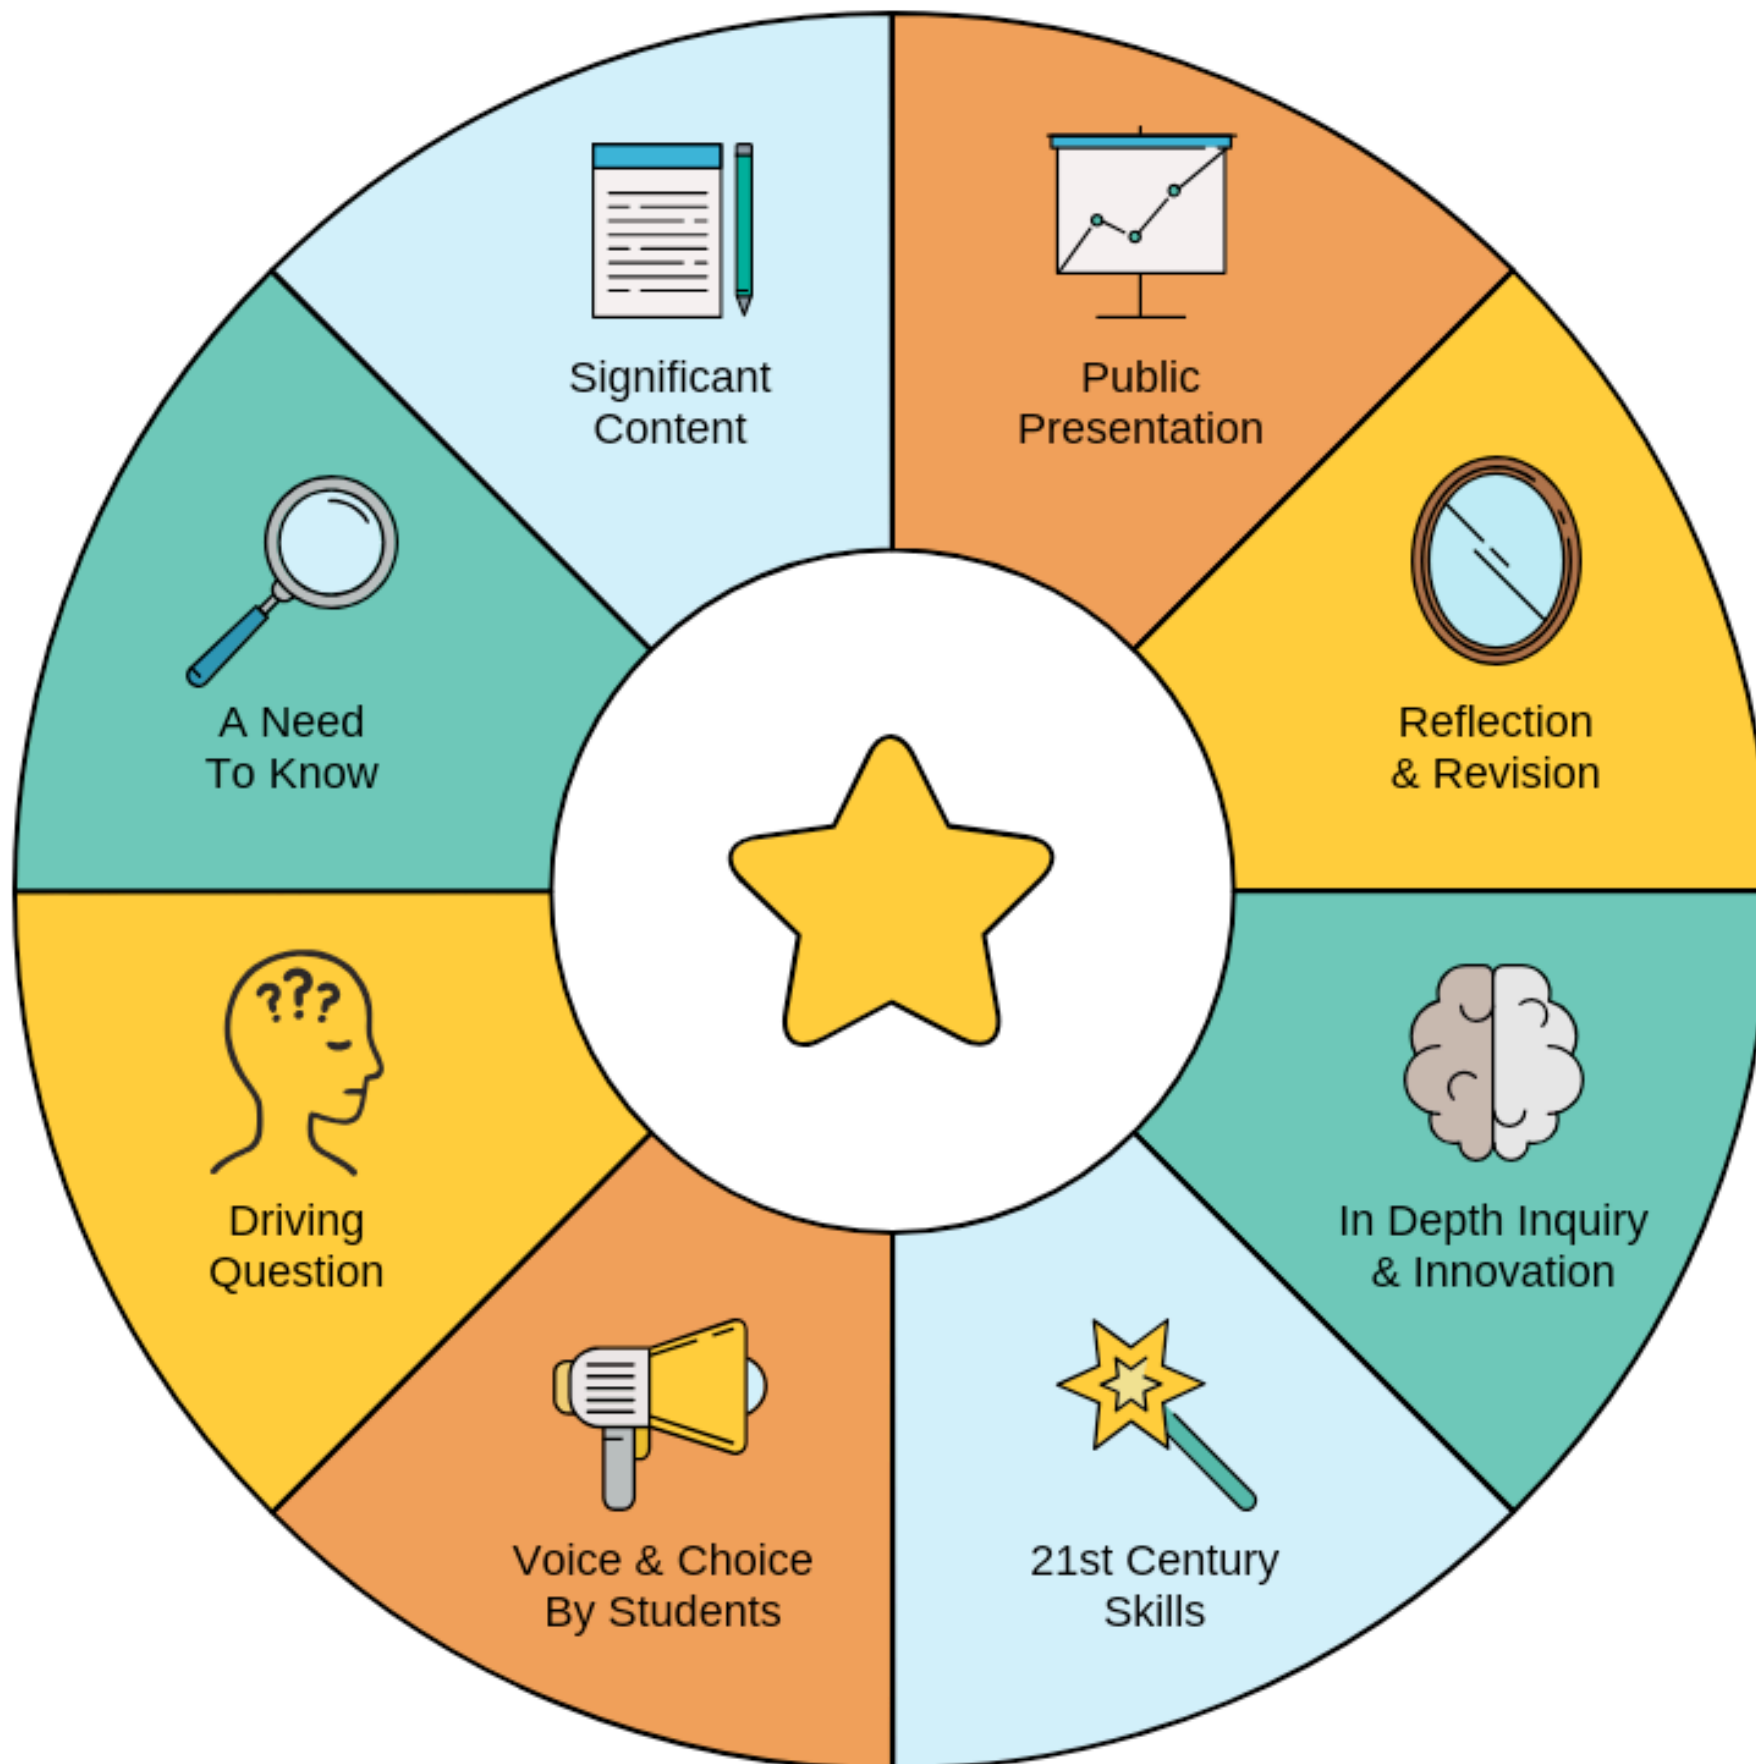 Significant
Content
Public
Presentation
A Need
To Know
Reflection
& Revision
Driving
Question
In Depth Inquiry
& Innovation
Voice & Choice
By Students
21st Century
Skills
???